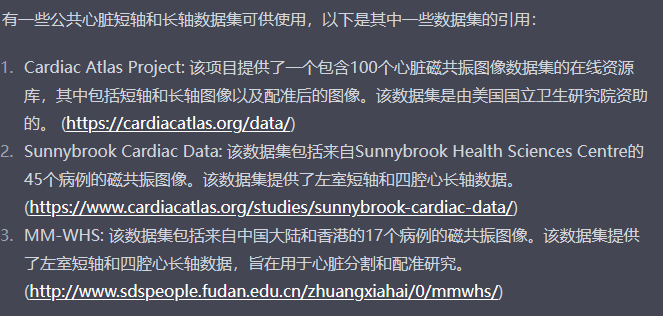 有一些公共心脏短轴和长轴数据集可供使用，以下是其中一些数据集的引用：
1. Cardiac Atlas Project: 该项目提供了一个包含100个心脏磁共振图像数据集的在线资源
库，其中包括短轴和长轴图像以及配准后的图像。该数据集是由美国国立卫生研究院资助
的。 (https://cardiacatlas.org/data/)
2. Sunnybrook Cardiac Data: 该数据集包括来自Sunnybrook Health Sciences Centre的
45个病例的磁共振图像。该数据集提供了左室短轴和四腔心长轴数据。
(https://www.cardiacatlas.org/studies/sunnybrook-cardiac-data/)
3. MM-WHS: 该数据集包括来自中国大陆和香港的17个病例的磁共振图像。该数据集提供
了左室短轴和四腔心长轴数据，旨在用于心脏分割和配准研究。
(http://www.sdspeople.fudan.edu.cn/zhuangxiahai/0/mmwhs/)